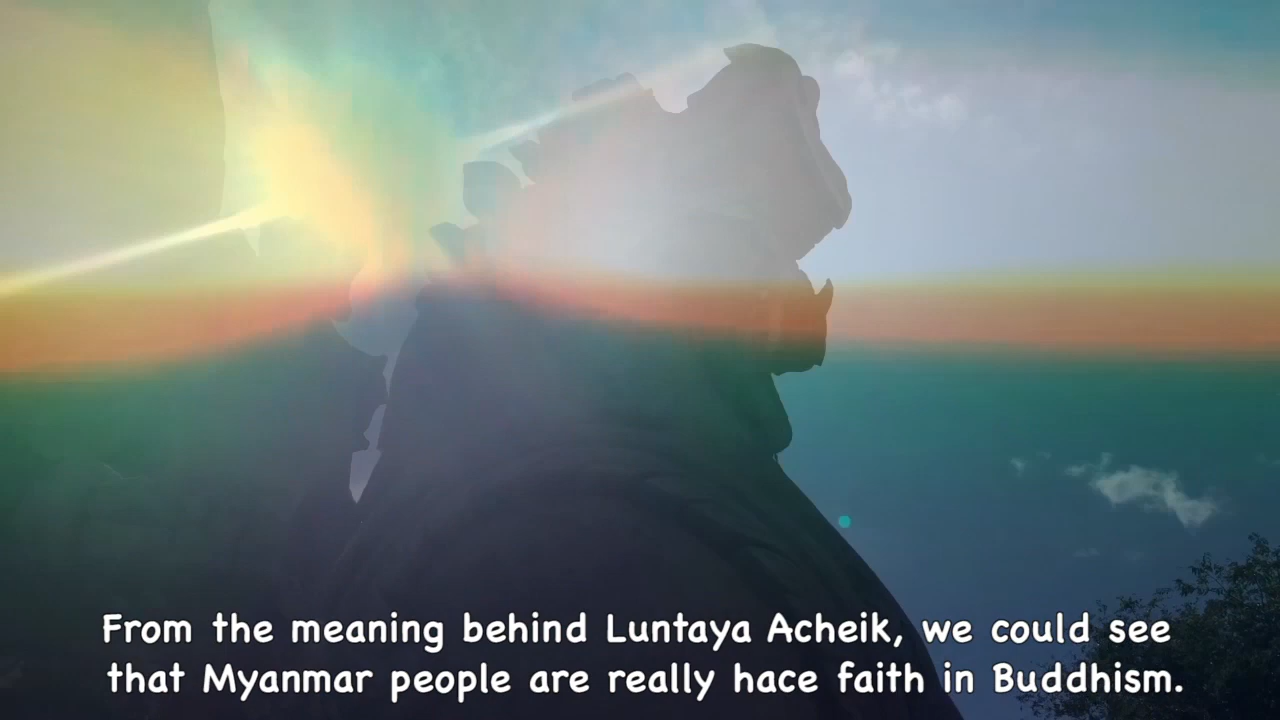 From the meaning behind Luntaya Acheik, we could see
that Myanmar people are really hace faith in Buddhism.